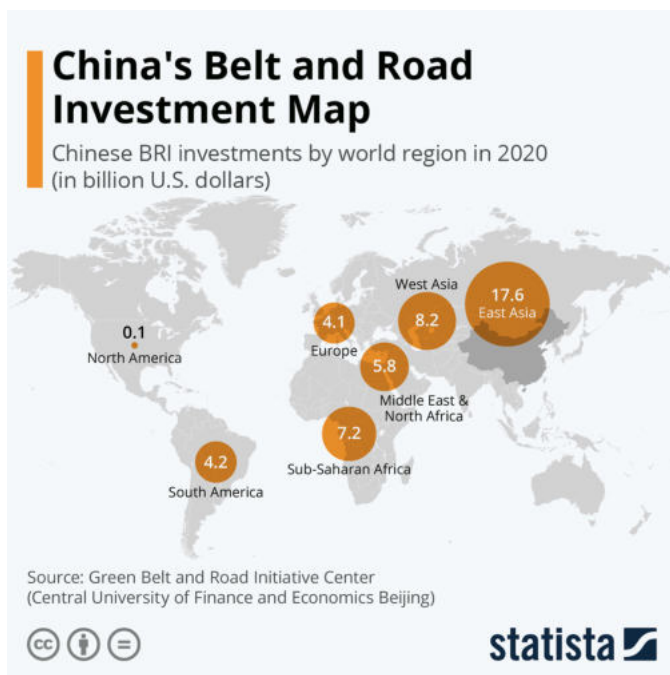 China's Belt and Road
Investment Map
Chinese BRI investments by world region in 2020
(in billion U.S. dollars)
17.6
East Asia
West Asia
8.2
0.1
North America
4.1
Europe
5.8
Middle East &
North Africa
7.2
Sub-Saharan Africa
4.2
South America
Source: Green Belt and Road Initiative Center
(Central University of Finance and Economics Beijing)
cc
statista